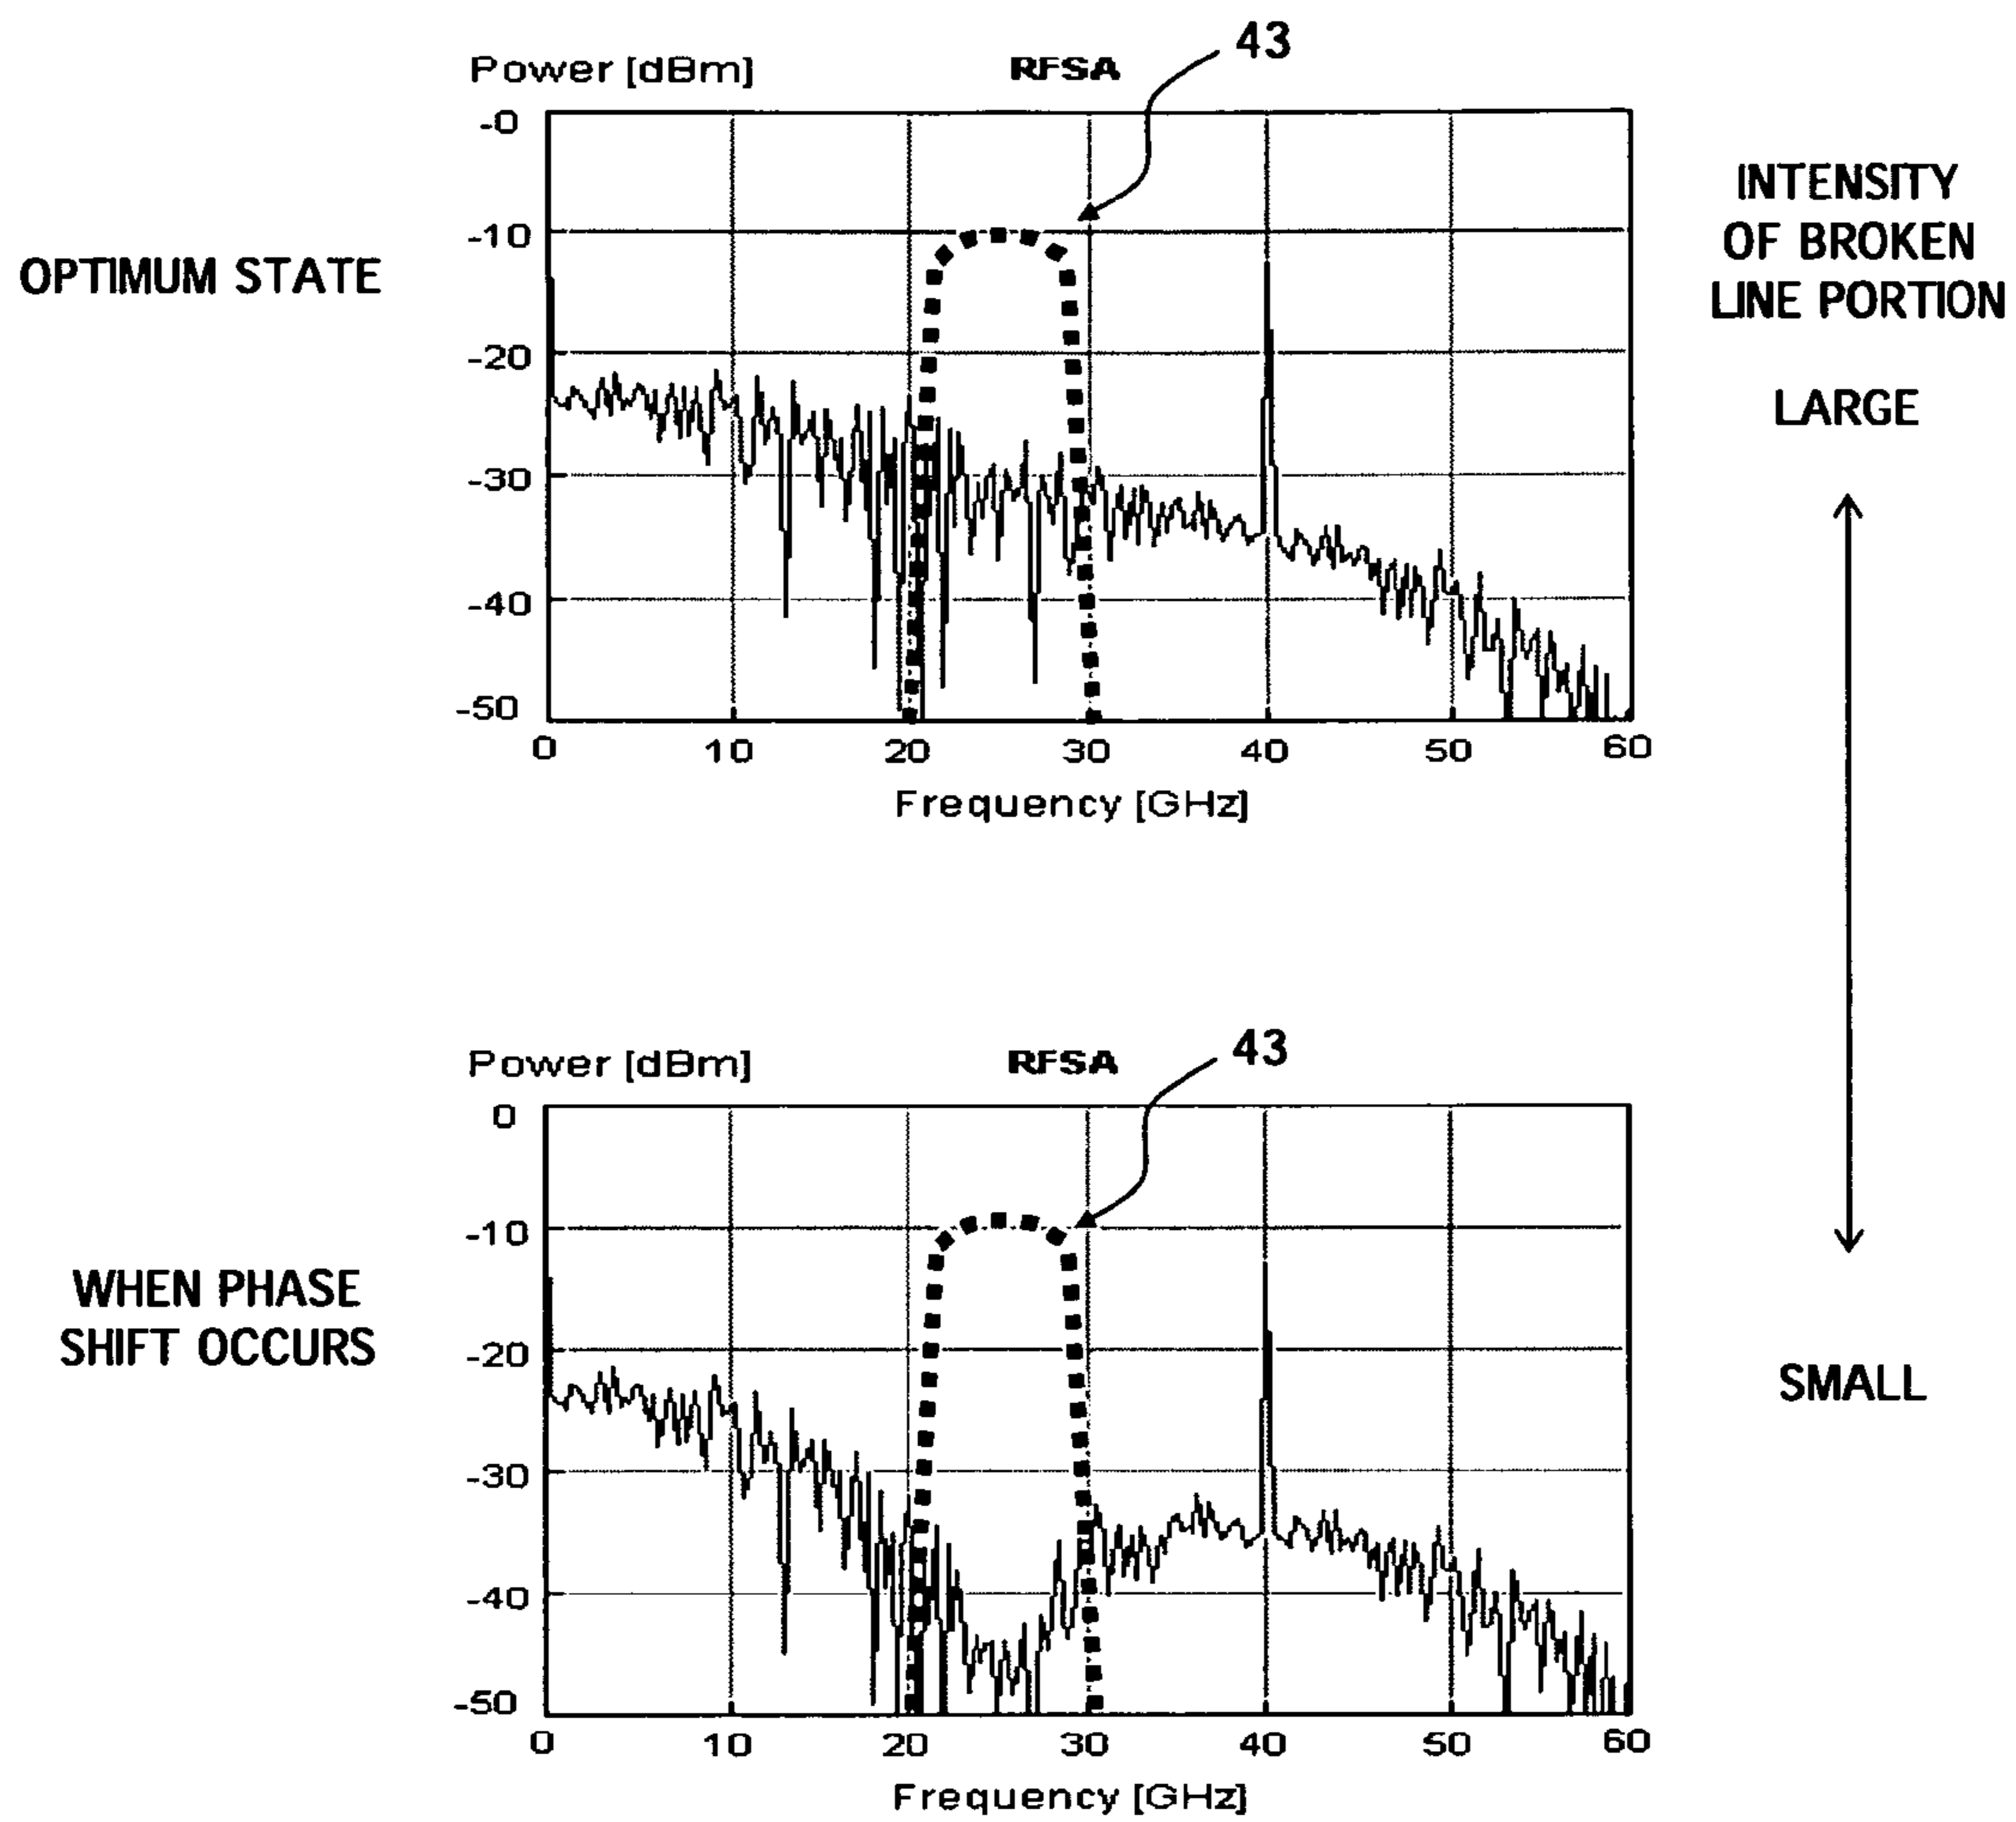 43
Power [dBm]
RFSA
-0
-10
-20
-30
-40
-50
0 10 20 30 40 50 60
Frequency [GHz]
OPTIMUM STATE
INTENSITY
OF BROKEN
LINE PORTION
LARGE
43
Power [dBm]
RFSA
0
-10
-20
-30
-40
-50
0 10 20 30 40 50 60
Frequency [GHz]
WHEN PHASE
SHIFT OCCURS
SMALL